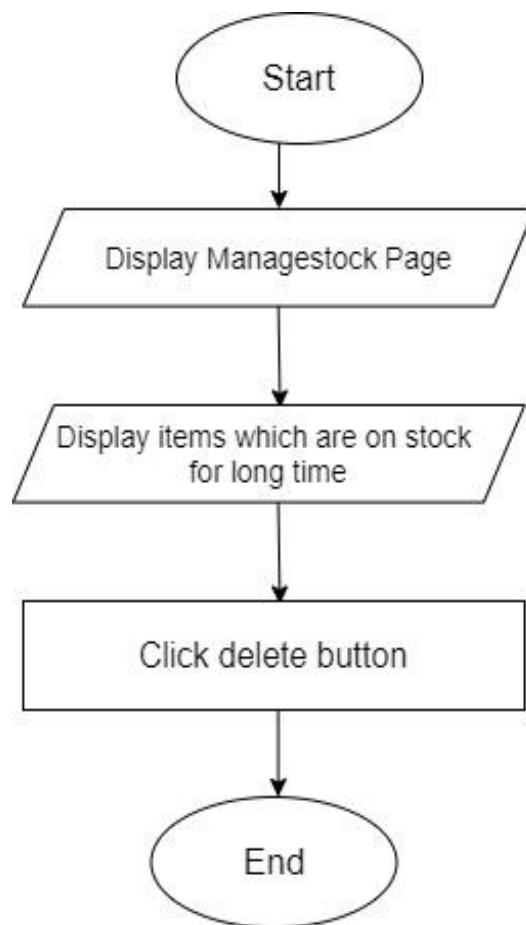 Start
Display Managestock Page
Display items which are on stock
for long time
Click delete button
End